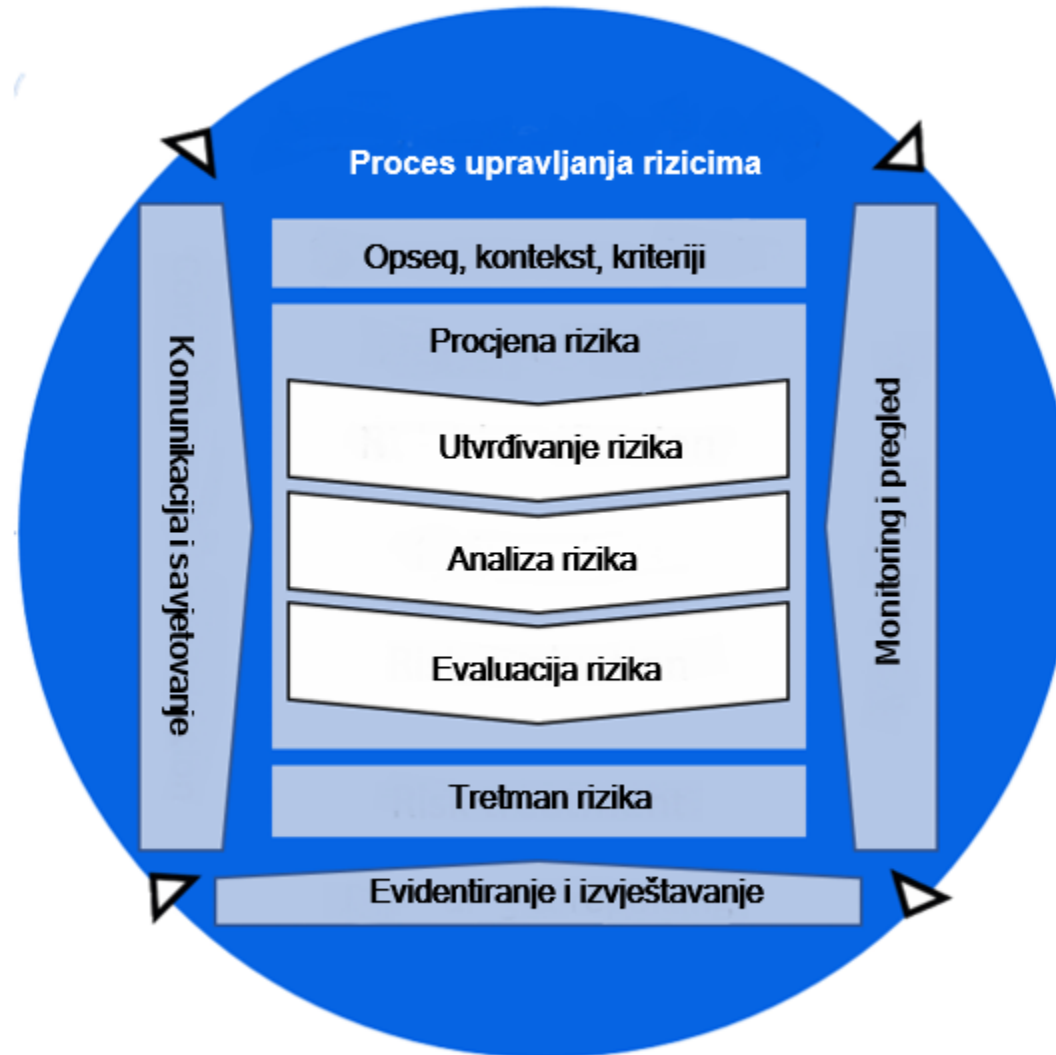 Proces upravljanja rizicima
Opseq, kontekst, kriteriji
Procjena rizika
Utvrđivanje rizika
Analiza rizika
Evaluacija rizika
Tretman rizika
Evidentiranje i izvještavanje
Komunikacija i savjetovanje
Monitoring i pregled